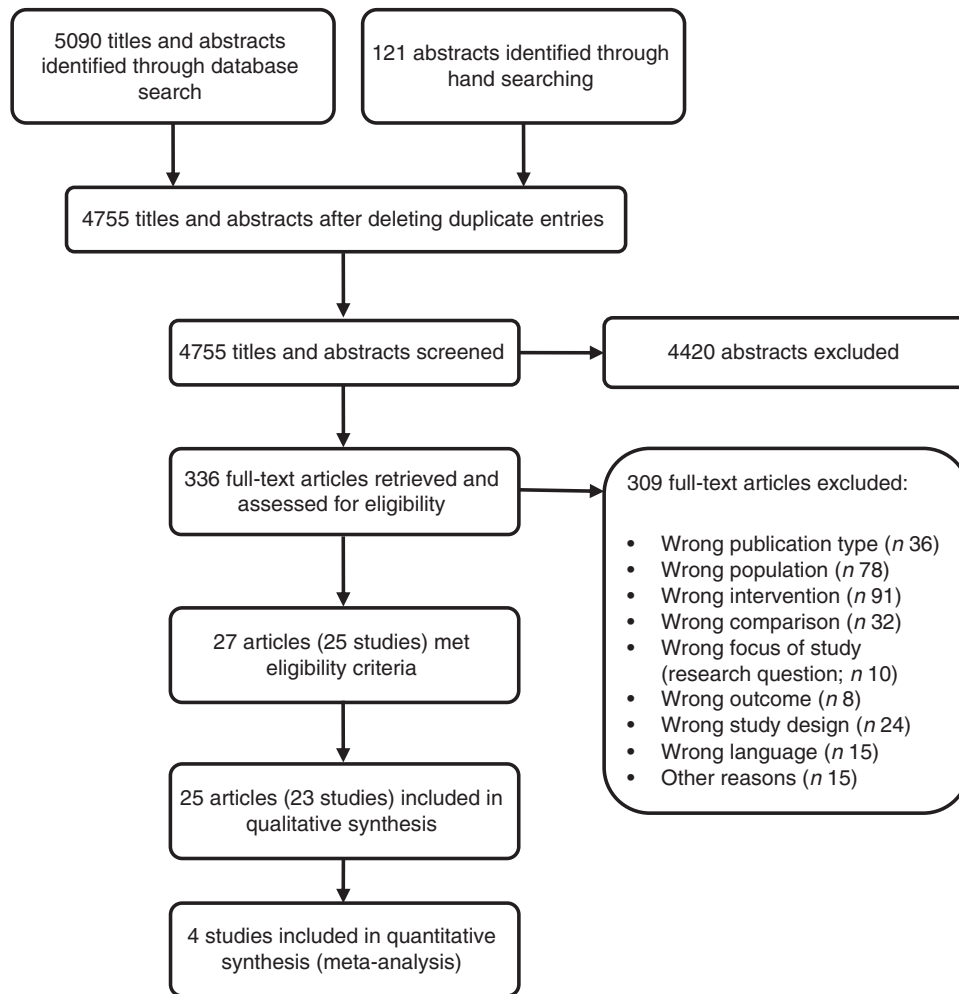 5090 titles and abstracts
identified through database
search
121 abstracts identified through
hand searching
4755 titles and abstracts after deleting duplicate entries
4755 titles and abstracts screened
4420 abstracts excluded
336 full-text articles retrieved and
assessed for eligibility
309 full-text articles excluded:
• Wrong publication type (n 36)
• Wrong population (n 78)
• Wrong intervention (n 91)
• Wrong comparison (n 32)
• Wrong focus of study
(research question; n 10)
• Wrong outcome (n 8)
• Wrong study design (n 24)
• Wrong language (n 15)
• Other reasons (n 15)
27 articles (25 studies) met
eligibility criteria
25 articles (23 studies) included in
qualitative synthesis
4 studies included in quantitative
synthesis (meta-analysis)